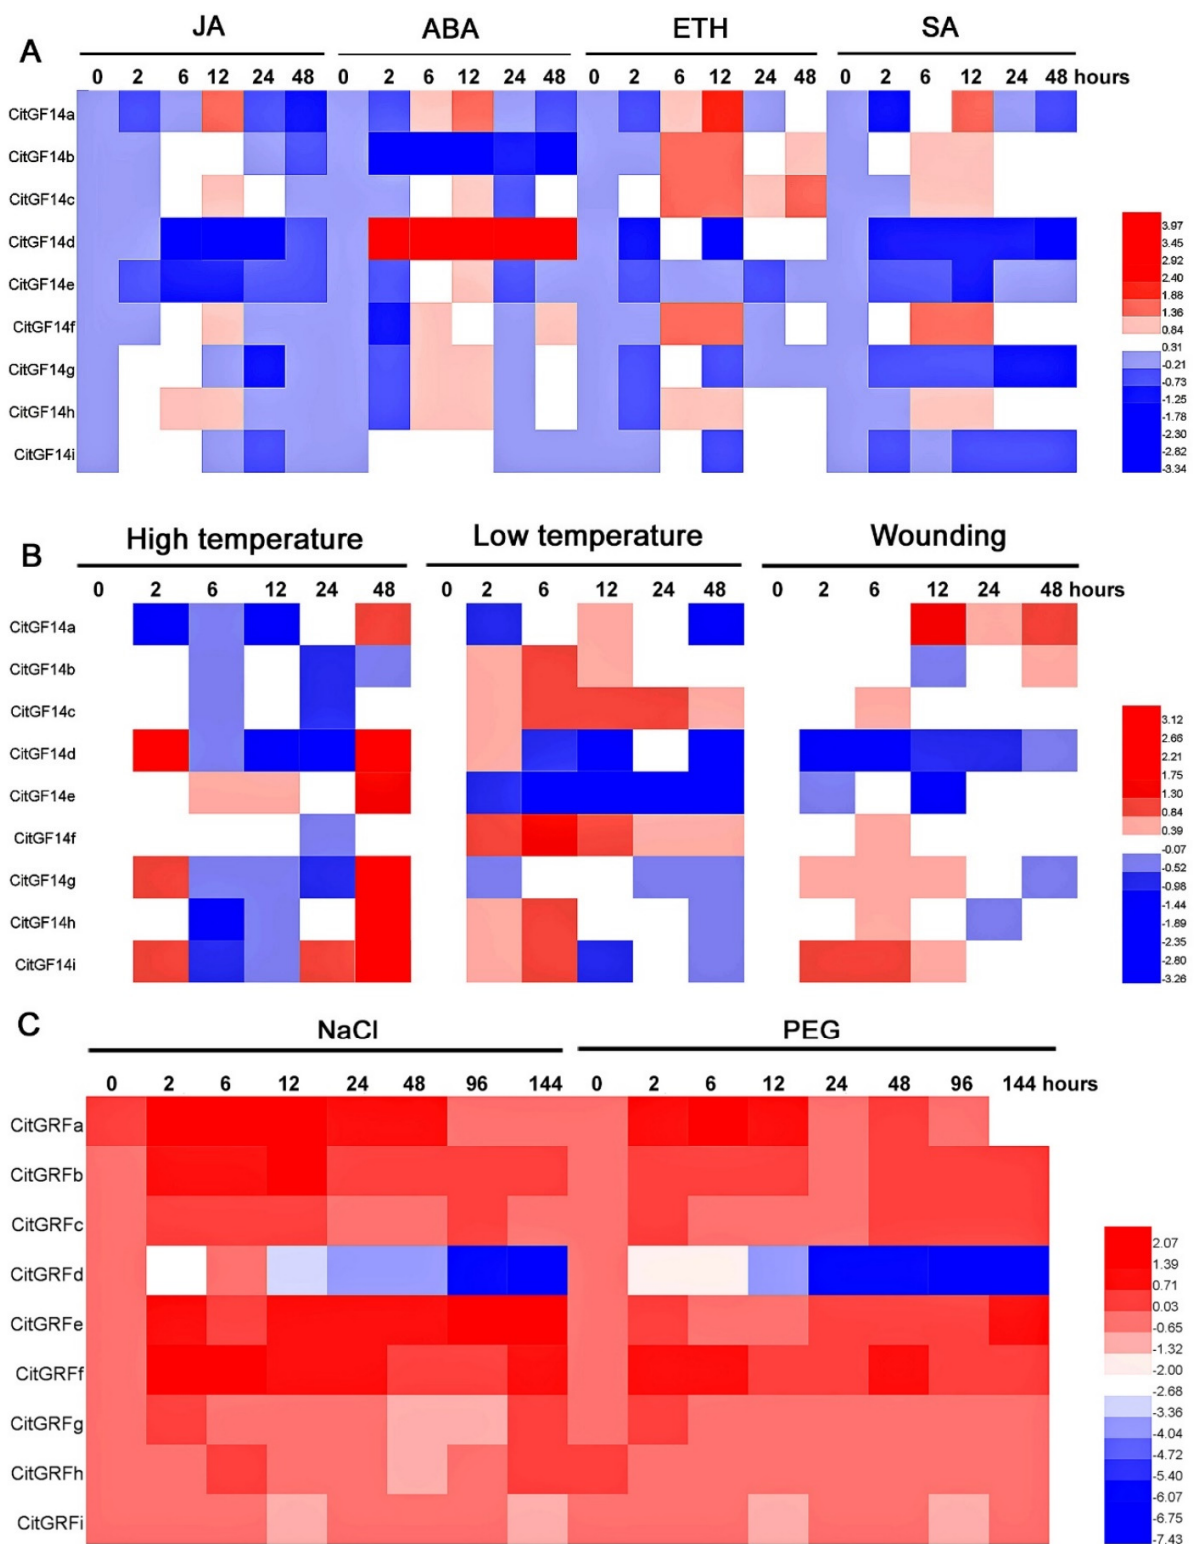 A
JA ABA ETH SA
0 2 6 12 24 48 0 2 6 12 24 48 0 2 6 12 24 48 0 2 6 12 24 48 hours
CitGF14a
CitGF14b
CitGF14c
CitGF14d
CitGF14e
CitGF14f
CitGF14g
CitGF14h
CitGF14i
3.97
3.45
2.92
2.40
1.88
1.36
0.84
0.31
-0.21
-0.73
-1.25
-1.78
-2.30
-2.82
-3.34
B
High temperature Low temperature Wounding
0 2 6 12 24 48 0 2 6 12 24 48 0 2 6 12 24 48 hours
CitGF14a
CitGF14b
CitGF14c
CitGF14d
CitGF14e
CitGF14f
CitGF14g
CitGF14h
CitGF14i
3.12
2.66
2.21
1.75
1.30
0.84
0.39
-0.07
-0.52
-0.98
-1.44
-1.89
-2.35
-2.80
-3.26
C
NaCl PEG
0 2 6 12 24 48 96 144 0 2 6 12 24 48 96 144 hours
CitGRFa
CitGRFb
CitGRFc
CitGRFd
CitGRFe
CitGRFf
CitGRFg
CitGRFh
CitGRFi
2.07
1.39
0.71
0.03
-0.65
-1.32
-2.00
-2.68
-3.36
-4.04
-4.72
-5.40
-6.07
-6.75
-7.43